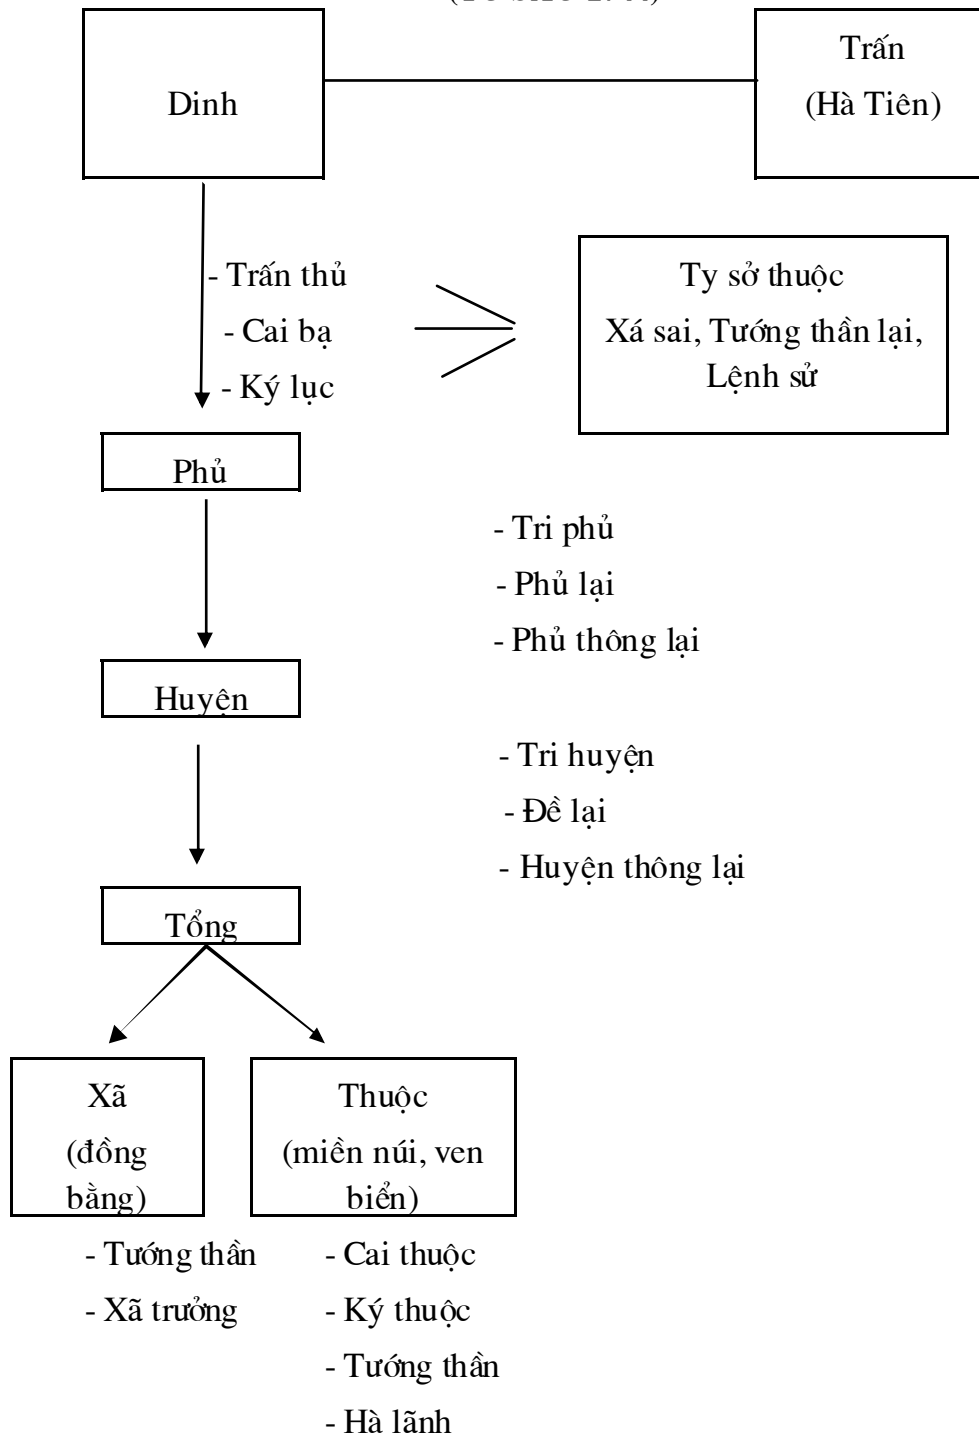 Dinh
Trấn
(Hà Tiên)
- Trấn thủ
- Cai bạ
- Ký lục
Ty sở thuộc
Xá sai, Tướng thần lại,
Lệnh sử
Phủ
- Tri phủ
- Phủ lại
- Phủ thông lại
Huyện
- Tri huyện
- Đề lại
- Huyện thông lại
Tổng
Xã
(đồng
bằng)
- Tướng thần
- Xã trưởng
Thuộc
(miền núi, ven
biển)
- Cai thuộc
- Ký thuộc
- Tướng thần
- Hà lãnh